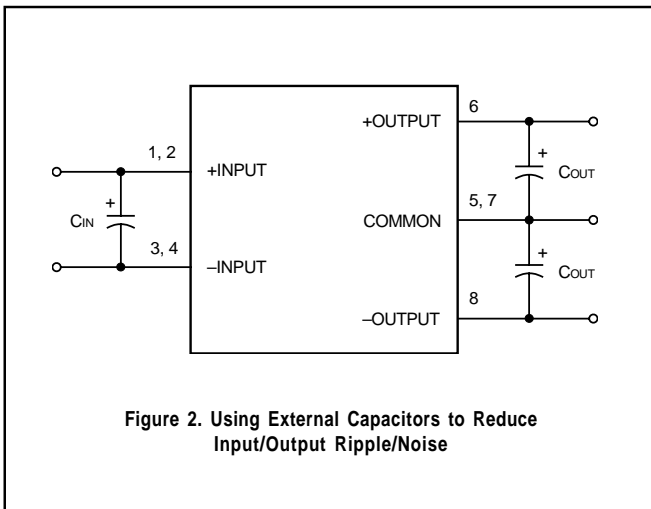 6
+OUTPUT
1, 2
+INPUT
+
COUT
5, 7
+
CIN
COMMON
3, 4
–INPUT
+
COUT
8
–OUTPUT
Figure 2. Using External Capacitors to Reduce
Input/Output Ripple/Noise